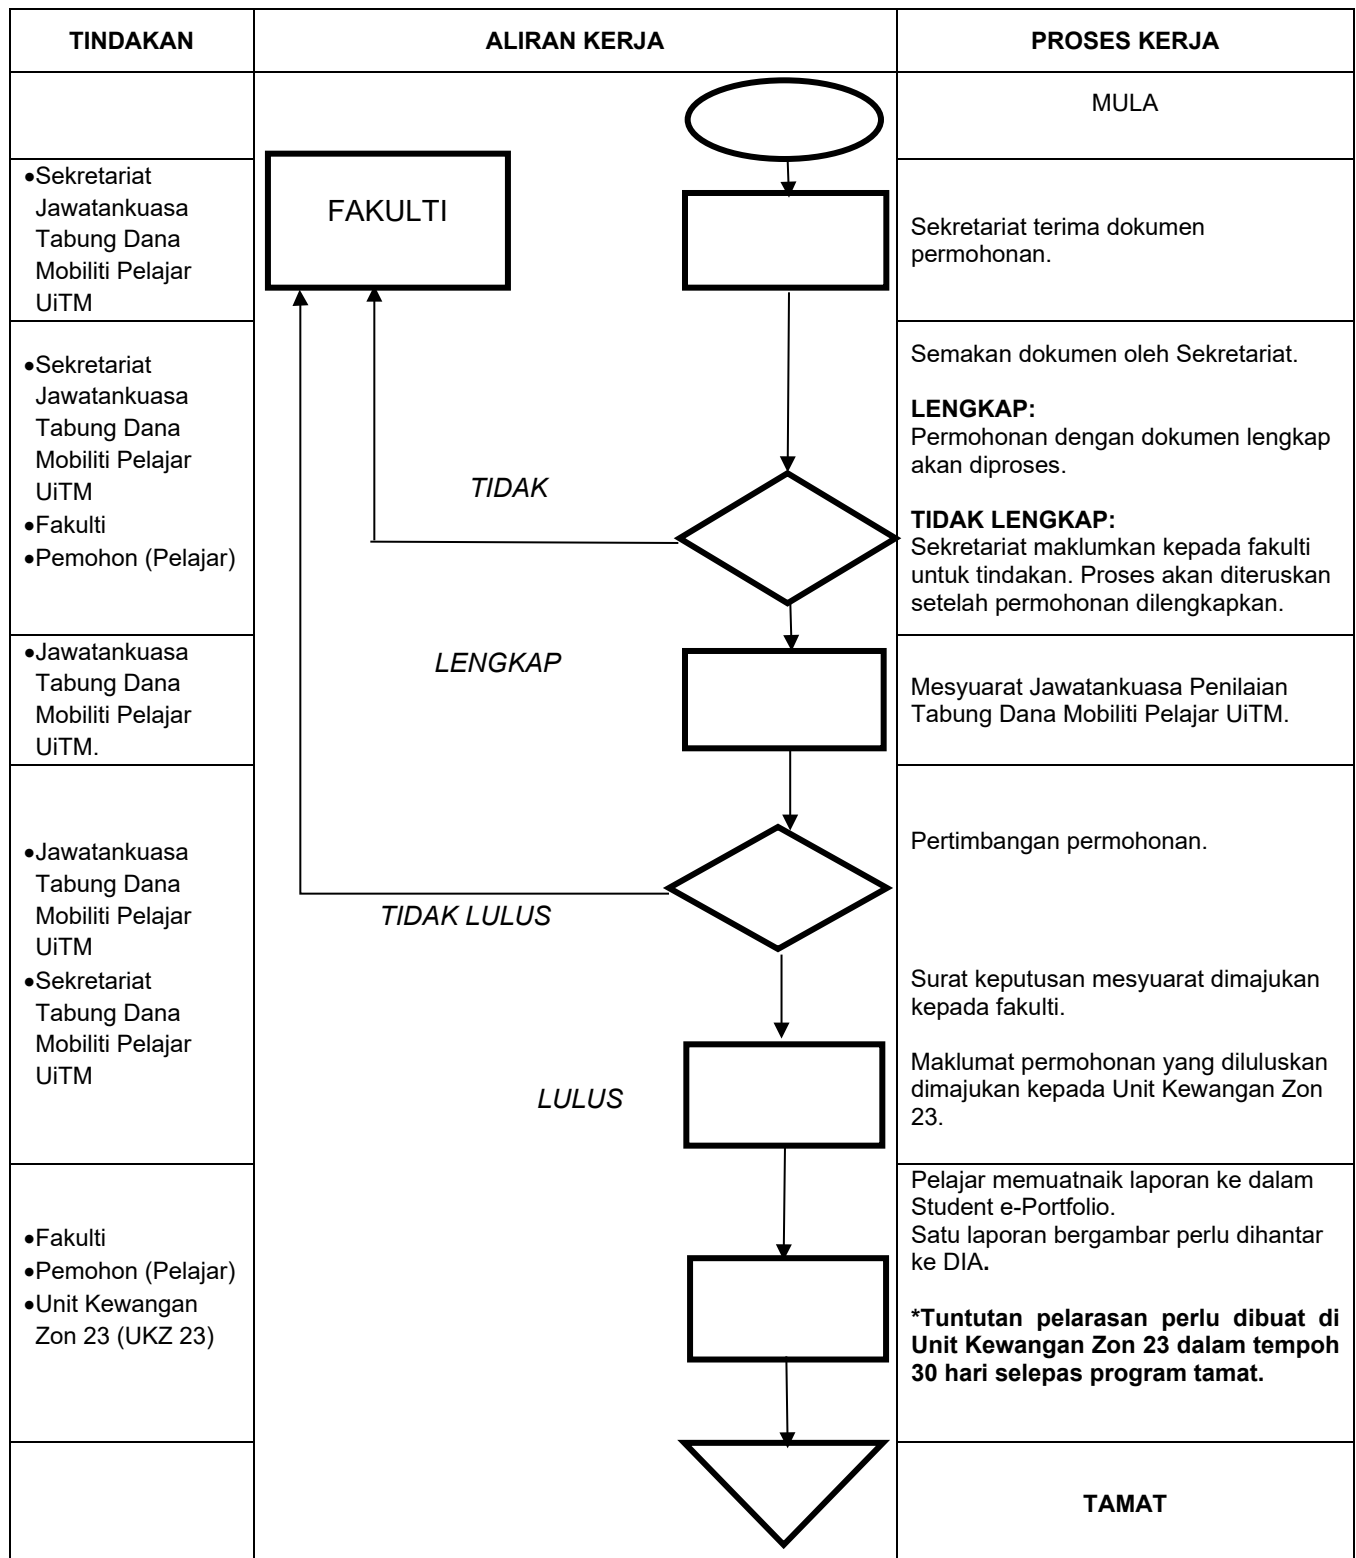 TINDAKAN
ALIRAN KERJA
PROSES KERJA
MULA
•Sekretariat
Jawatankuasa
Tabung Dana
Mobiliti Pelajar
UiTM
FAKULTI
Sekretariat terima dokumen
permohonan.
•Sekretariat
Jawatankuasa
Tabung Dana
Mobiliti Pelajar
UiTM
•Fakulti
•Pemohon (Pelajar)
TIDAK
LENGKAP
Semakan dokumen oleh Sekretariat.
LENGKAP:
Permohonan dengan dokumen lengkap
akan diproses.
TIDAK LENGKAP:
Sekretariat maklumkan kepada fakulti
untuk tindakan. Proses akan diteruskan
setelah permohonan dilengkapkan.
•Jawatankuasa
Tabung Dana
Mobiliti Pelajar
UiTM.
Mesyuarat Jawatankuasa Penilaian
Tabung Dana Mobiliti Pelajar UiTM.
•Jawatankuasa
Tabung Dana
Mobiliti Pelajar
UiTM
•Sekretariat
Tabung Dana
Mobiliti Pelajar
UiTM
TIDAK LULUS
LULUS
Pertimbangan permohonan.
Surat keputusan mesyuarat dimajukan
kepada fakulti.
Maklumat permohonan yang diluluskan
dimajukan kepada Unit Kewangan Zon
23.
•Fakulti
•Pemohon (Pelajar)
•Unit Kewangan
Zon 23 (UKZ 23)
Pelajar memuatnaik laporan ke dalam
Student e-Portfolio.
Satu laporan bergambar perlu dihantar
ke DIA.
*Tuntutan pelarasan perlu dibuat di
Unit Kewangan Zon 23 dalam tempoh
30 hari selepas program tamat.
TAMAT